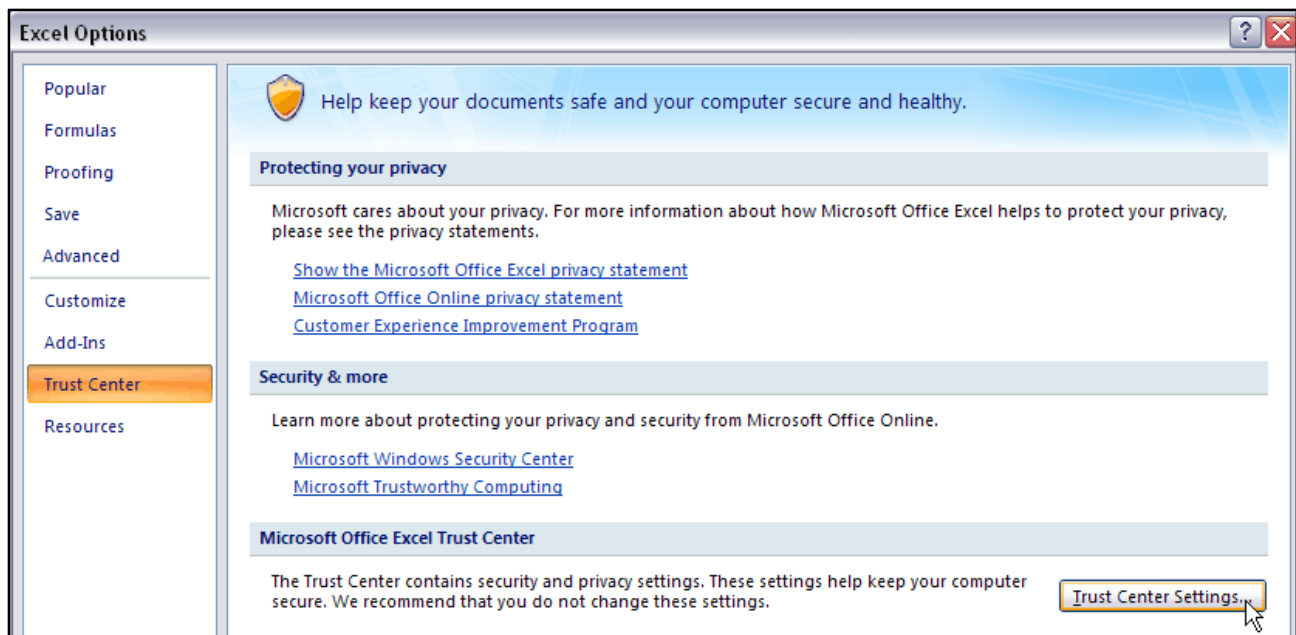 Excel Options
?
Popular
Formulas
Proofing
Save
Advanced
Customize
Add-Ins
Trust Center
Resources
Help keep your documents safe and your computer secure and healthy.
Protecting your privacy
Microsoft cares about your privacy. For more information about how Microsoft Office Excel helps to protect your privacy,
please see the privacy statements.
Show the Microsoft Office Excel privacy statement
Microsoft Office Online privacy statement
Customer Experience Improvement Program
Security & more
Learn more about protecting your privacy and security from Microsoft Office Online.
Microsoft Windows Security Center
Microsoft Trustworthy Computing
Microsoft Office Excel Trust Center
The Trust Center contains security and privacy settings. These settings help keep your computer
secure. We recommend that you do not change these settings.
Trust Center Settings...